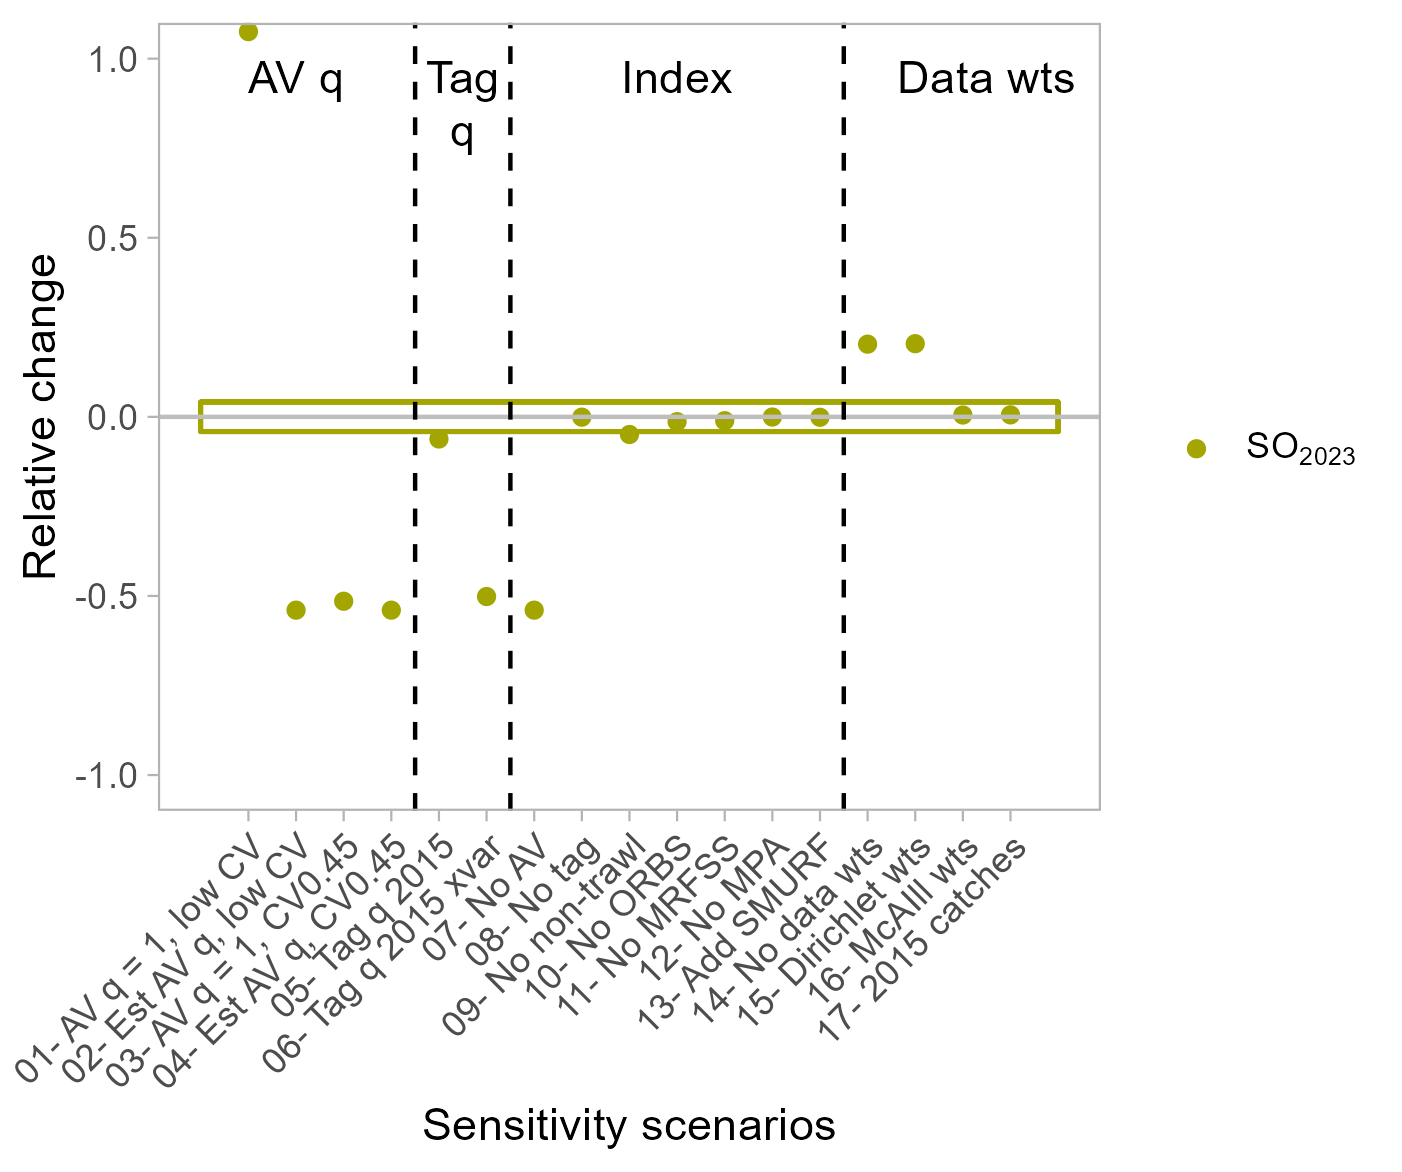 AV q
Tag
q
Index
Data wts
1.0
0.5
0.0
-0.5
-1.0
Relative change
01- AV q = 1, low CV
02- Est AV q, low CV
03- AV q = 1, CV0.45
04- Est AV q, CV0.45
05- Tag q 2015
06- Tag q 2015 xvar
07- No AV
08- No tag
09- No non-trawl
10- No ORBS
11- No MRFSS
12- No MPA
13- Add SMURF
14- No data wts
15- Dirichlet wts
16- McAlll wts
17- 2015 catches
Sensitivity scenarios
SO2023